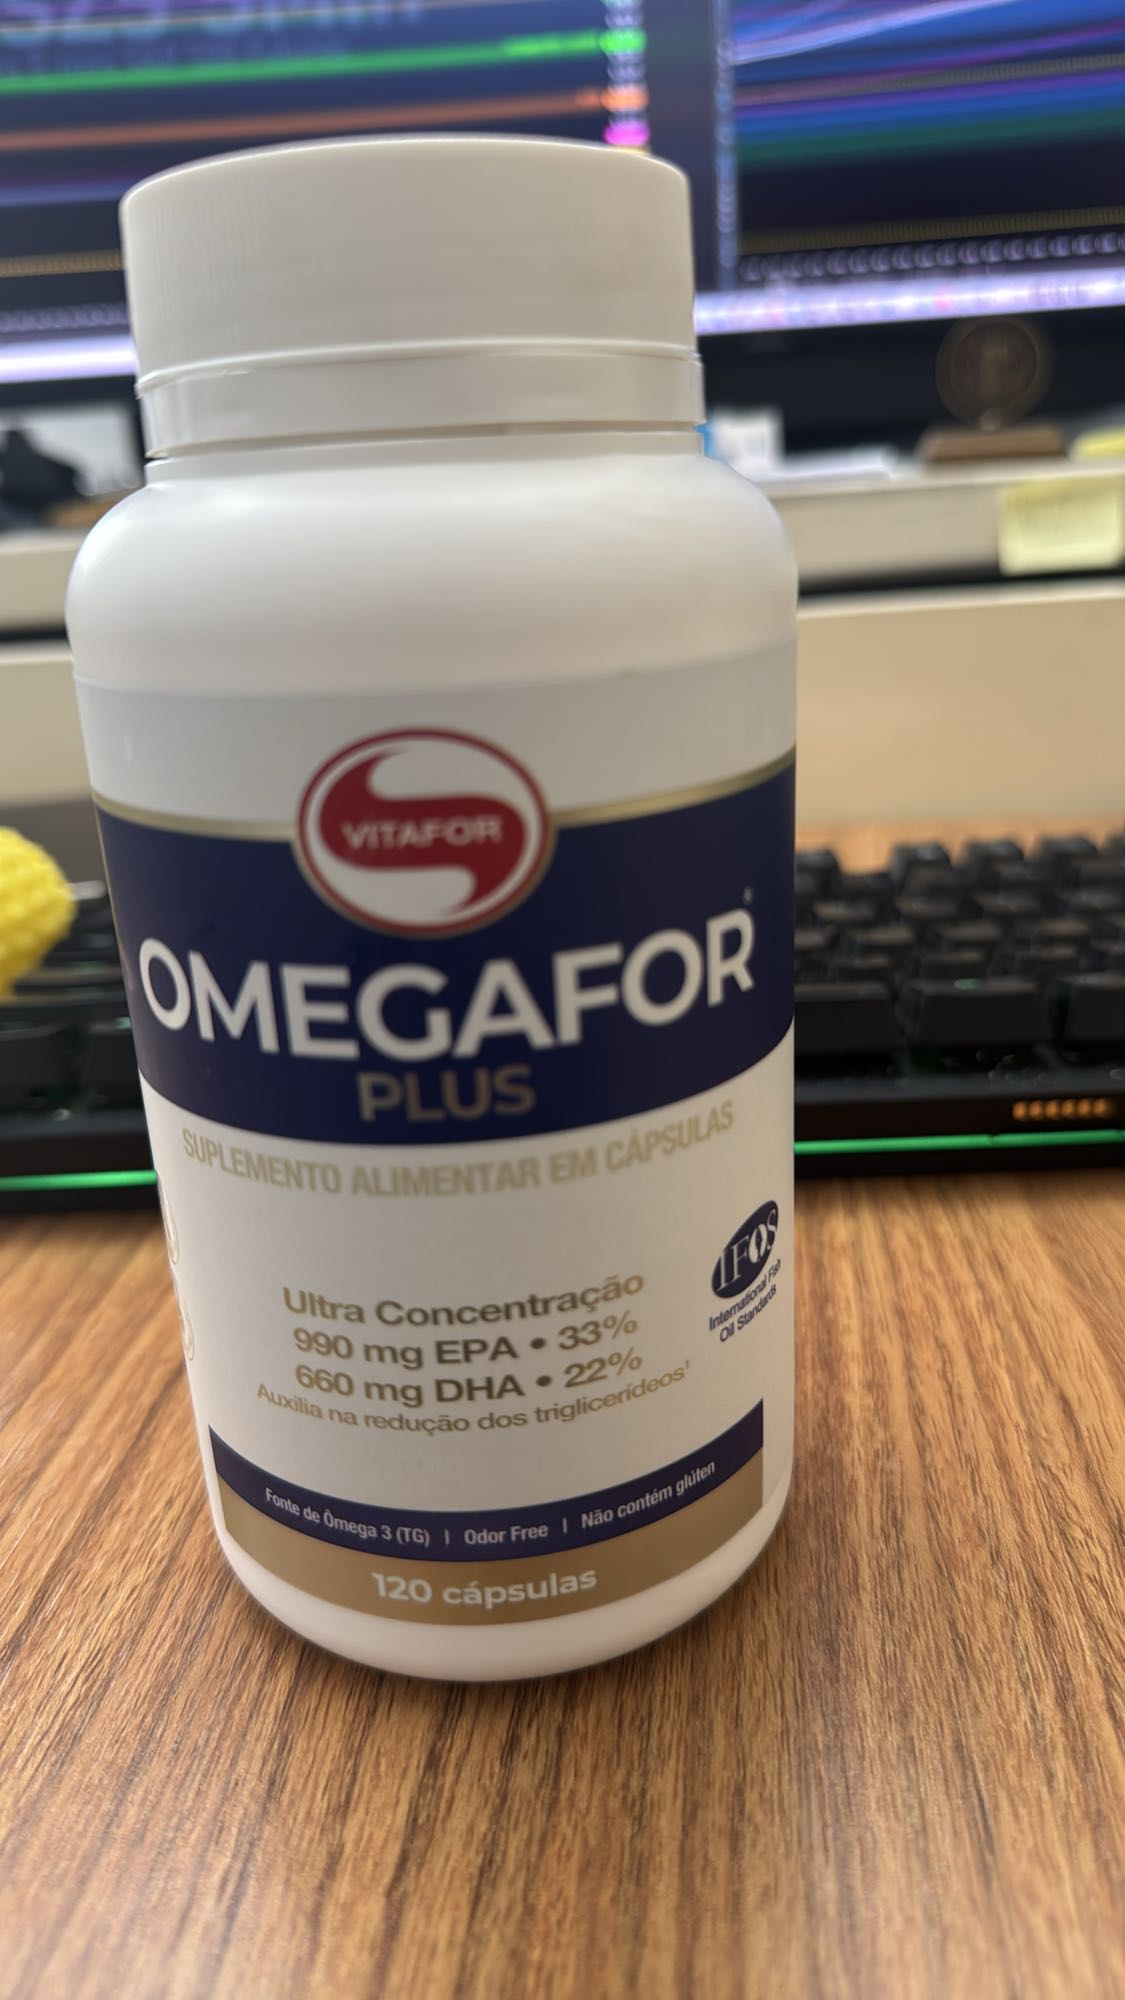 VITAFOR
OMEGAFOR
PLUS
SUPLEMENTO ALIMENTAR EM CÁPSULAS
Ultra Concentração
990 mg EPA • 33%
660 mg DHA • 22%
Auxilia na redução dos triglicerídeos¹
IFOS
International Fish
Oil Standards
Fonte de Ômega 3 (TG) | Odor Free | Não contém glúten
120 cápsulas